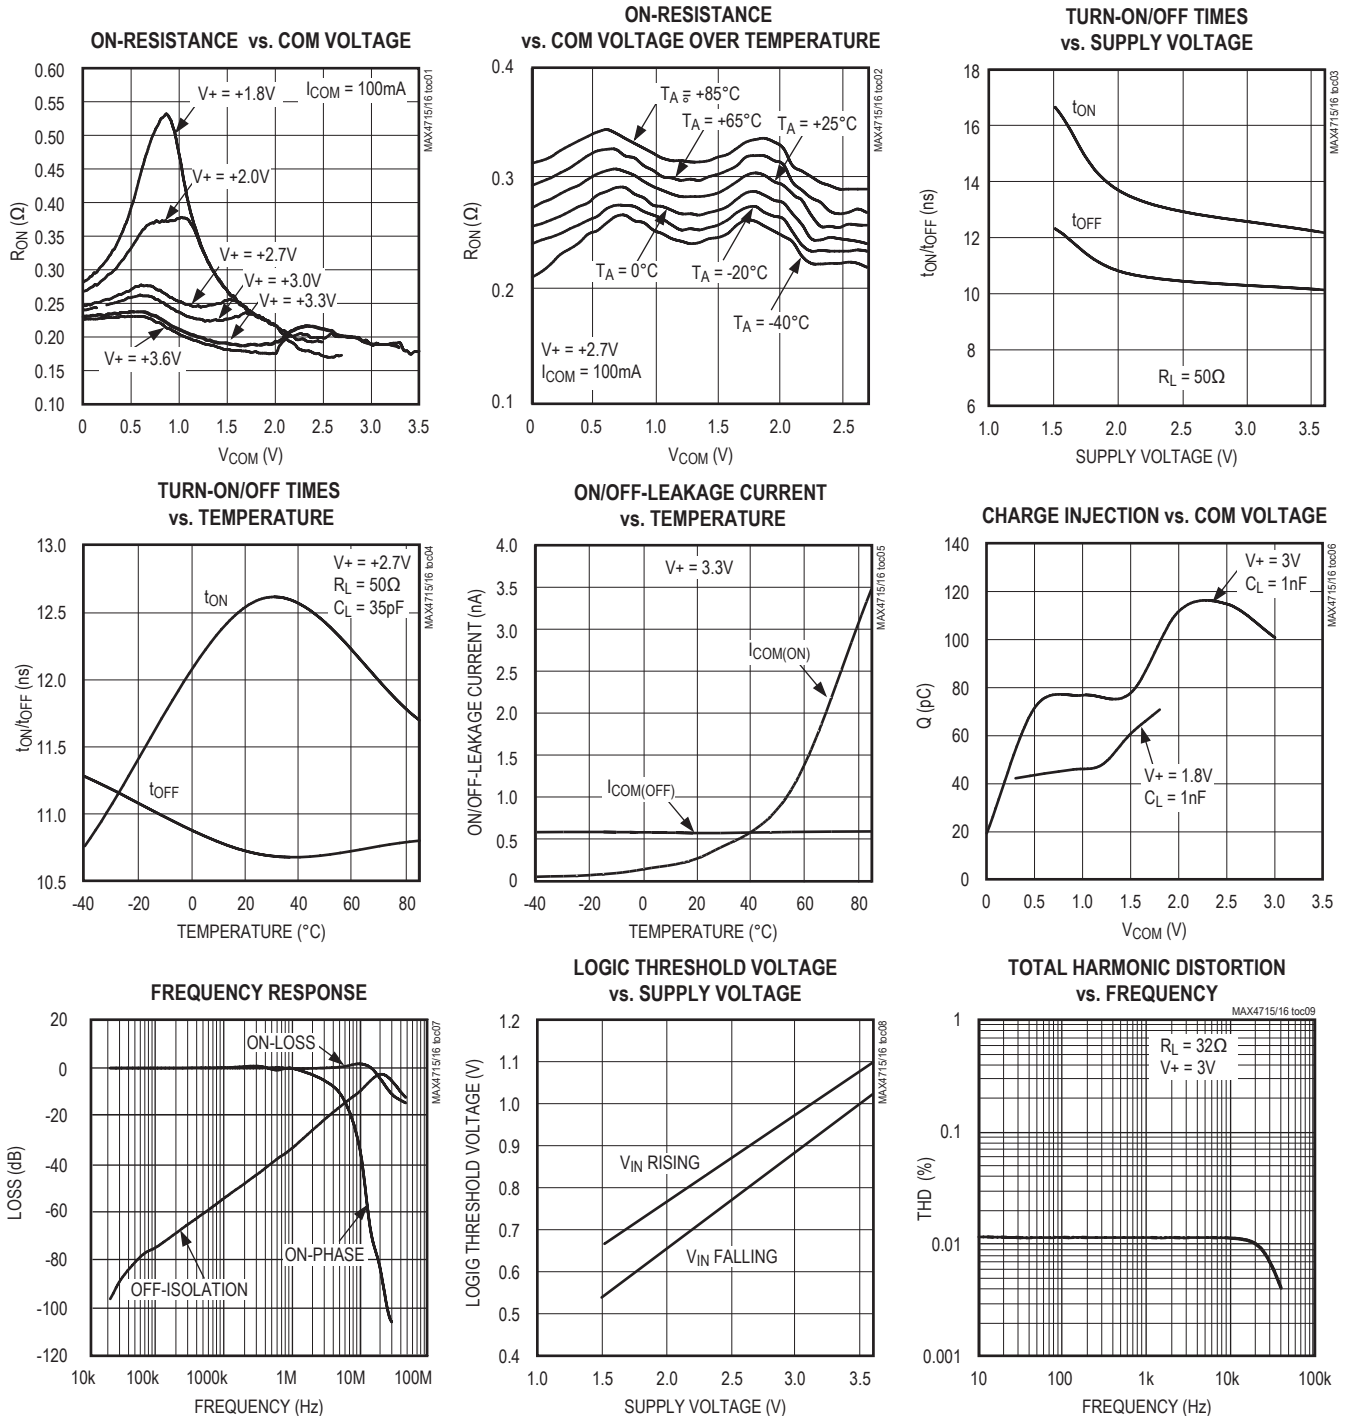 ON-RESISTANCE vs. COM VOLTAGE
0.60
0.55
0.50
0.45
0.40
0.35
0.30
0.25
0.20
0.15
0.10
RON (Ω)
V+ = +1.8V
ICOM = 100mA
V+ = +2.0V
V+ = +2.7V
V+ = +3.0V
V+ = +3.3V
V+ = +3.6V
MAX4715/16 toc01
0 0.5 1.0 1.5 2.0 2.5 3.0 3.5
VCOM (V)
ON-RESISTANCE
vs. COM VOLTAGE OVER TEMPERATURE
0.4
0.3
0.2
0.1
RON (Ω)
TA = +85°C
TA = +65°C
TA = +25°C
TA = 0°C
TA = -20°C
TA = -40°C
V+ = +2.7V
ICOM = 100mA
MAX4715/16 toc02
0 0.5 1.0 1.5 2.0 2.5
VCOM (V)
TURN-ON/OFF TIMES
vs. SUPPLY VOLTAGE
18
16
14
12
10
8
6
tON/tOFF (ns)
tON
tOFF
RL = 50Ω
MAX4715/16 toc03
1.0 1.5 2.0 2.5 3.0 3.5
SUPPLY VOLTAGE (V)
TURN-ON/OFF TIMES
vs. TEMPERATURE
13.0
12.5
12.0
11.5
11.0
10.5
tON/tOFF (ns)
V+ = +2.7V
RL = 50Ω
CL = 35pF
tON
tOFF
MAX4715/16 toc04
-40 -20 0 20 40 60 80
TEMPERATURE (°C)
ON/OFF-LEAKAGE CURRENT
vs. TEMPERATURE
4.0
3.5
3.0
2.5
2.0
1.5
1.0
0.5
0
ON/OFF-LEAKAGE CURRENT (nA)
V+ = 3.3V
ICOM(ON)
ICOM(OFF)
MAX4715/16 toc05
-40 -20 0 20 40 60 80
TEMPERATURE (°C)
CHARGE INJECTION vs. COM VOLTAGE
140
120
100
80
60
40
20
0
Q (pC)
V+ = 3V
CL = 1nF
V+ = 1.8V
CL = 1nF
MAX4715/16 toc06
0 0.5 1.0 1.5 2.0 2.5 3.0 3.5
VCOM (V)
FREQUENCY RESPONSE
20
0
-20
-40
-60
-80
-100
-120
LOSS (dB)
ON-LOSS
ON-PHASE
OFF-ISOLATION
MAX4715/16 toc07
10k 100k 1000k 1M 10M 100M
FREQUENCY (Hz)
LOGIC THRESHOLD VOLTAGE
vs. SUPPLY VOLTAGE
1.2
1.1
1.0
0.9
0.8
0.7
0.6
0.5
0.4
LOGIG THRESHOLD VOLTAGE (V)
VIN RISING
VIN FALLING
MAX4715/16 toc08
1.0 1.5 2.0 2.5 3.0 3.5
SUPPLY VOLTAGE (V)
TOTAL HARMONIC DISTORTION
vs. FREQUENCY
MAX4715/16 toc09
1
0.1
0.01
0.001
THD (%)
RL = 32Ω
V+ = 3V
10 100 1k 10k 100k
FREQUENCY (Hz)